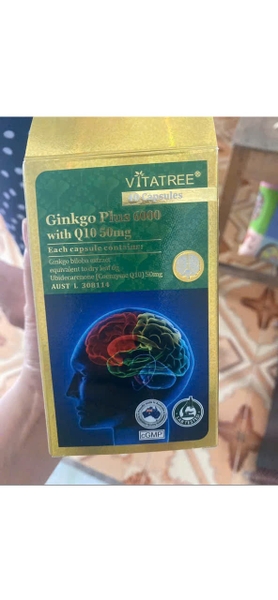 VITATREE®
Capsules
Ginkgo Plus 6000
with Q10 50mg
Each capsule contains:
Ginkgo biloba extract
equivalent to dry leaf 6g
Ubidecarenone (Coenzyme Q10) 50mg
AUST L 300114
cGMP